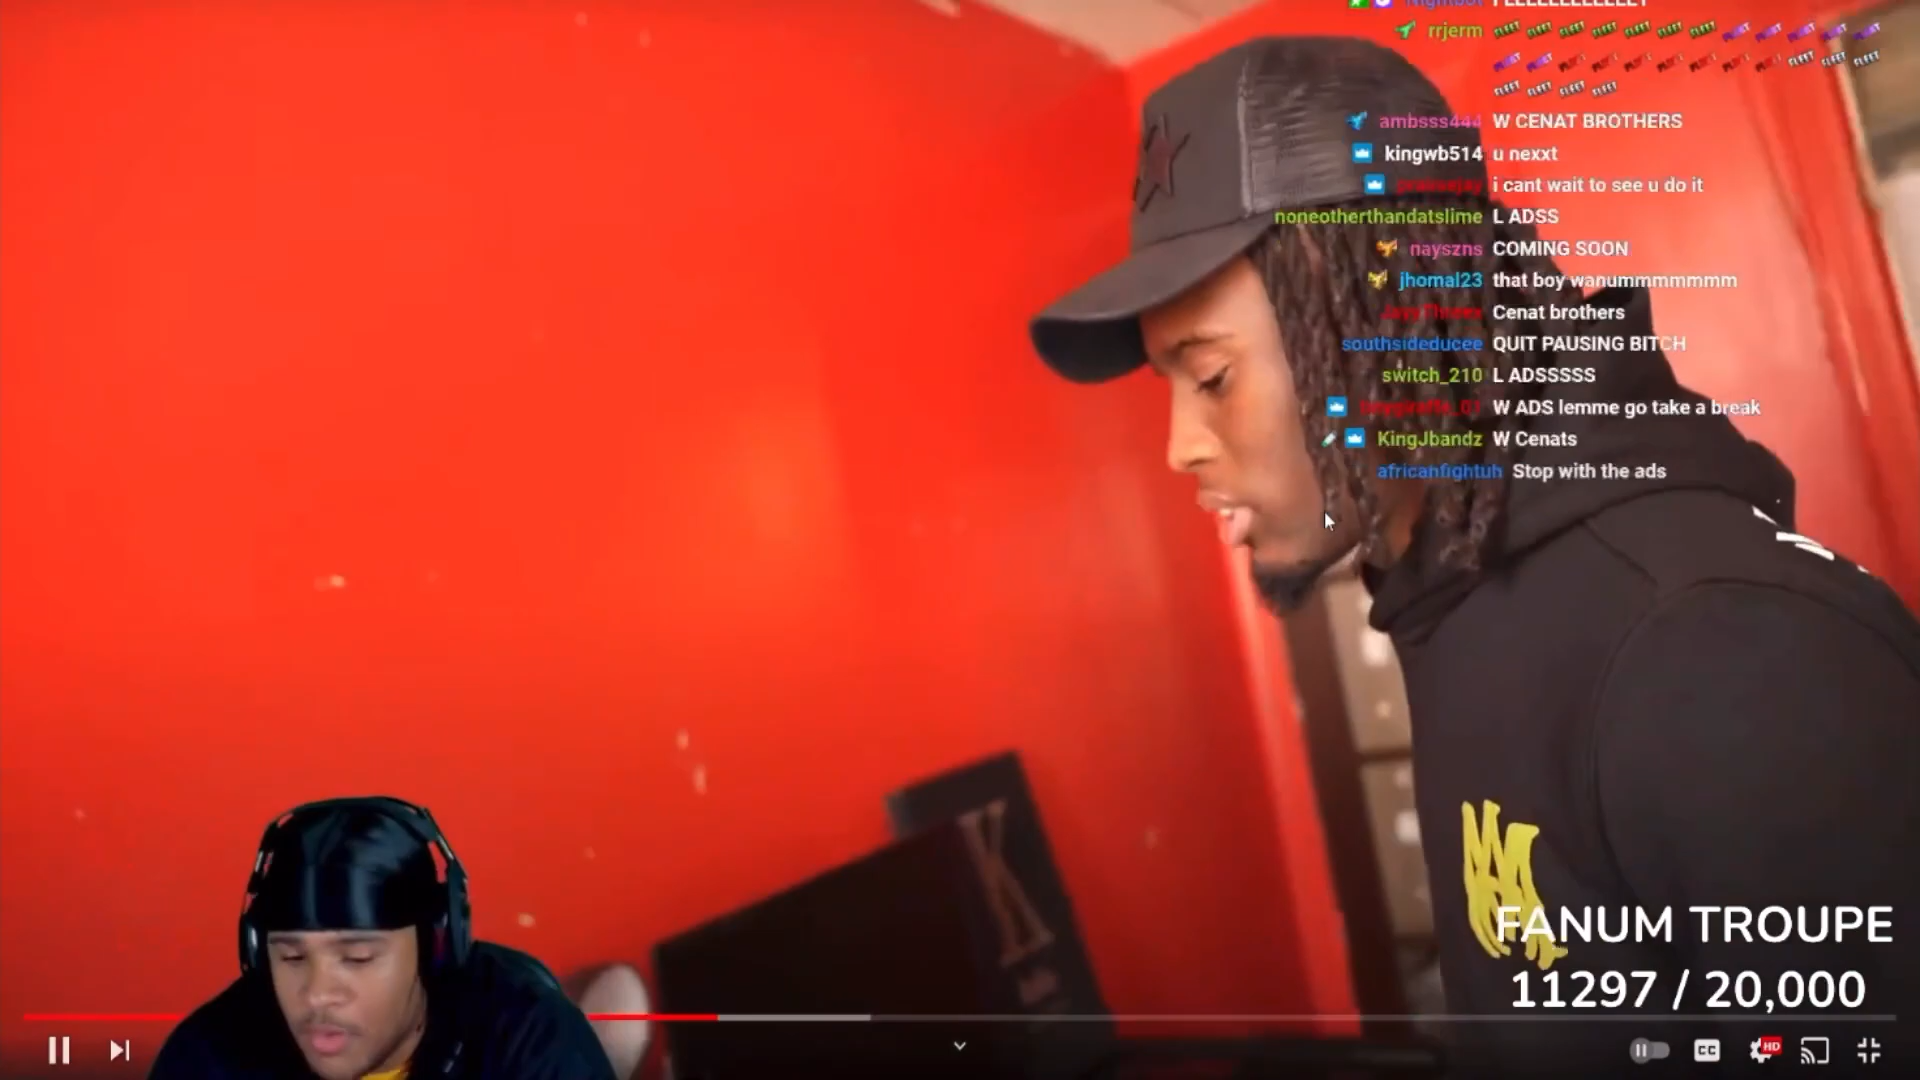 rrjerm
ambsss444 W CENAT BROTHERS
kingwb514 u nexxt
i cant wait to see u do it
noneotherthandatslime L ADSS
nayszns COMING SOON
jhomal23 that boy wanummmmmmm
Cenat brothers
southsideducee QUIT PAUSING BITCH
switch_210 L ADSSSSS
W ADS lemme go take a break
KingJbandz W Cenats
africanfightuh Stop with the ads
K
FANUM TROUPE
11297 / 20,000
CC
HD